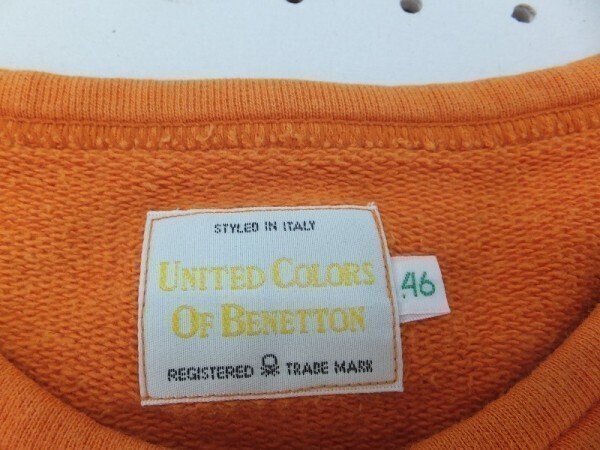 STYLED IN ITALY
UNITED COLORS
OF BENETTON
REGISTERED TRADE MARK
46